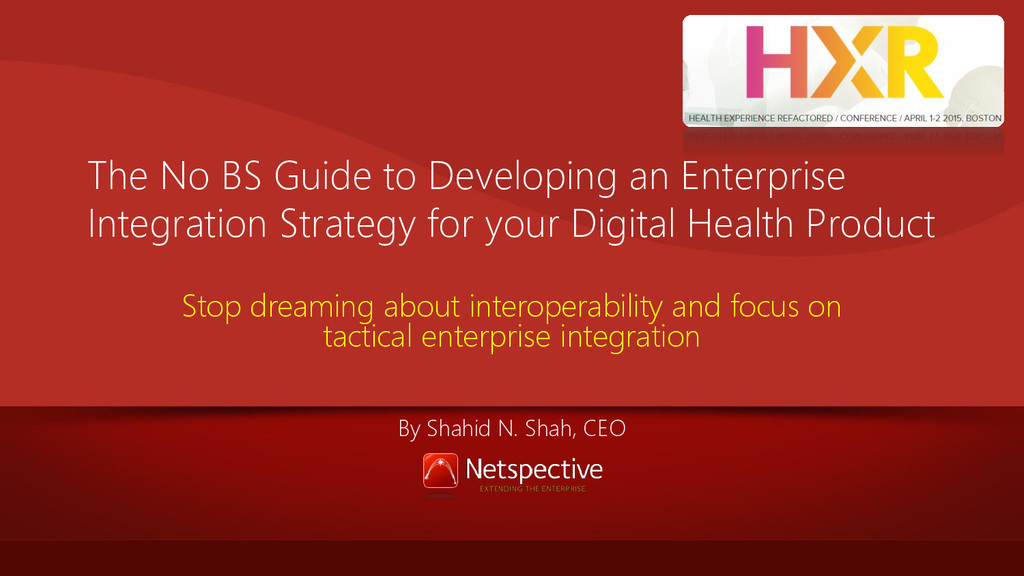 HXR
HEALTH EXPERIENCE REFACTORED / CONFERENCE / APRIL 1-2 2015, BOSTON
The No BS Guide to Developing an Enterprise
Integration Strategy for your Digital Health Product
Stop dreaming about interoperability and focus on
tactical enterprise integration
By Shahid N. Shah, CEO
Netspective
EXTENDING THE ENTERPRISE